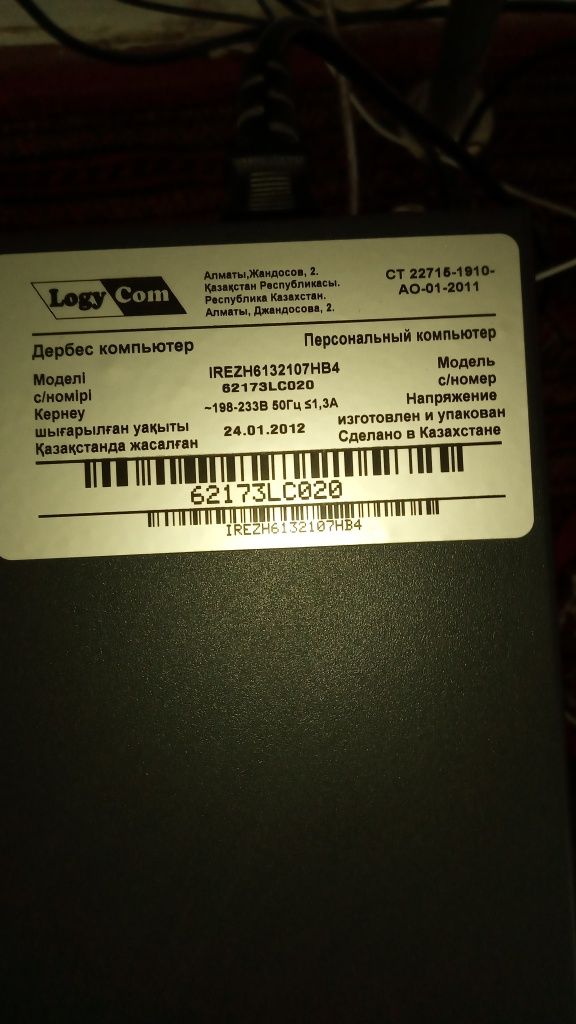 Logy Com
Алматы,Жандосов, 2.
Қазақстан Республикасы.
Республика Казахстан.
Алматы, Джандосова, 2.
СТ 22715-1910-
АО-01-2011
Дербес компьютер Персональный компьютер
Моделі IREZH6132107HB4 Модель
с/нөмірі 62173LC020 с/номер
Кернеу ~198-233В 50Гц ≤1,3А Напряжение
шығарылған уақыты 24.01.2012 изготовлен и упакован
Қазақстанда жасалған Сделано в Казахстане
62173LC020
IREZH6132107HB4